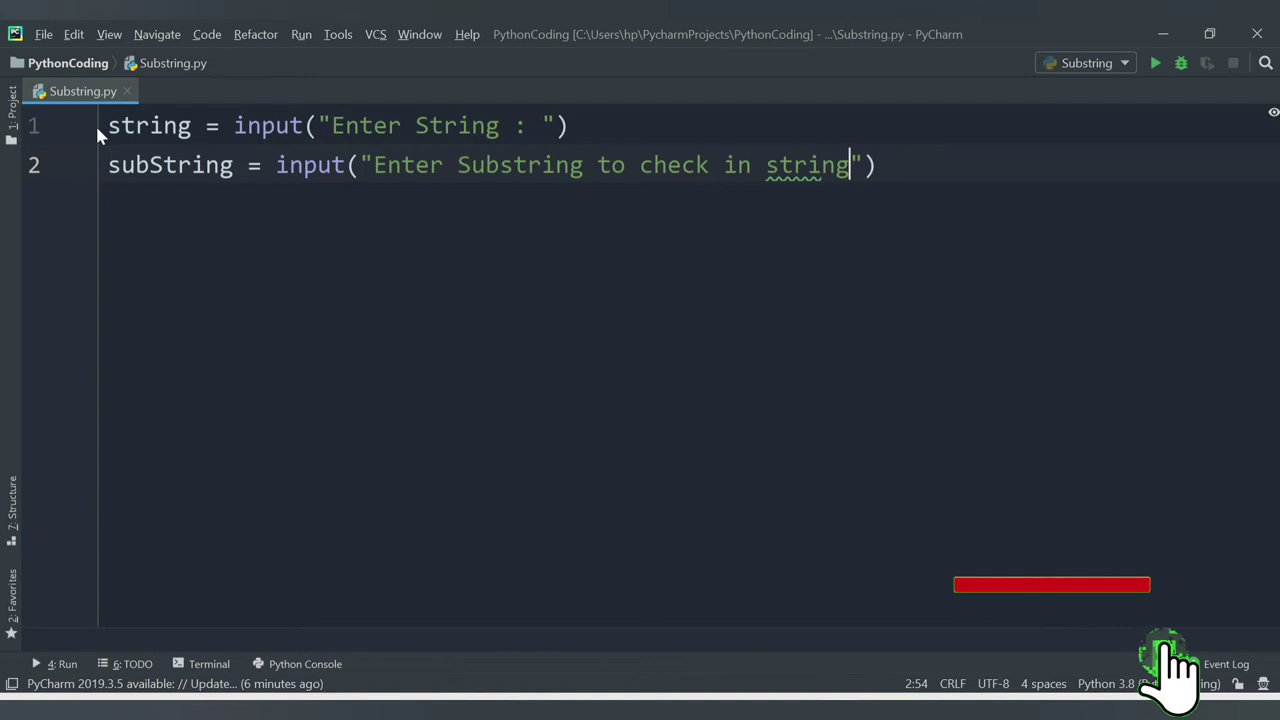 PC File Edit View Navigate Code Refactor Run Tools VCS Window Help PythonCoding [C:\Users\hp\PycharmProjects\PythonCoding] - ...\Substring.py - PyCharm
PythonCoding Substring.py Substring
1: Project
Substring.py
1 string = input("Enter String : ")
2 subString = input("Enter Substring to check in string")
7: Structure
2: Favorites
4: Run 6: TODO Terminal Python Console Event Log
PyCharm 2019.3.5 available: // Update... (6 minutes ago) 2:54 CRLF UTF-8 4 spaces Python 3.8